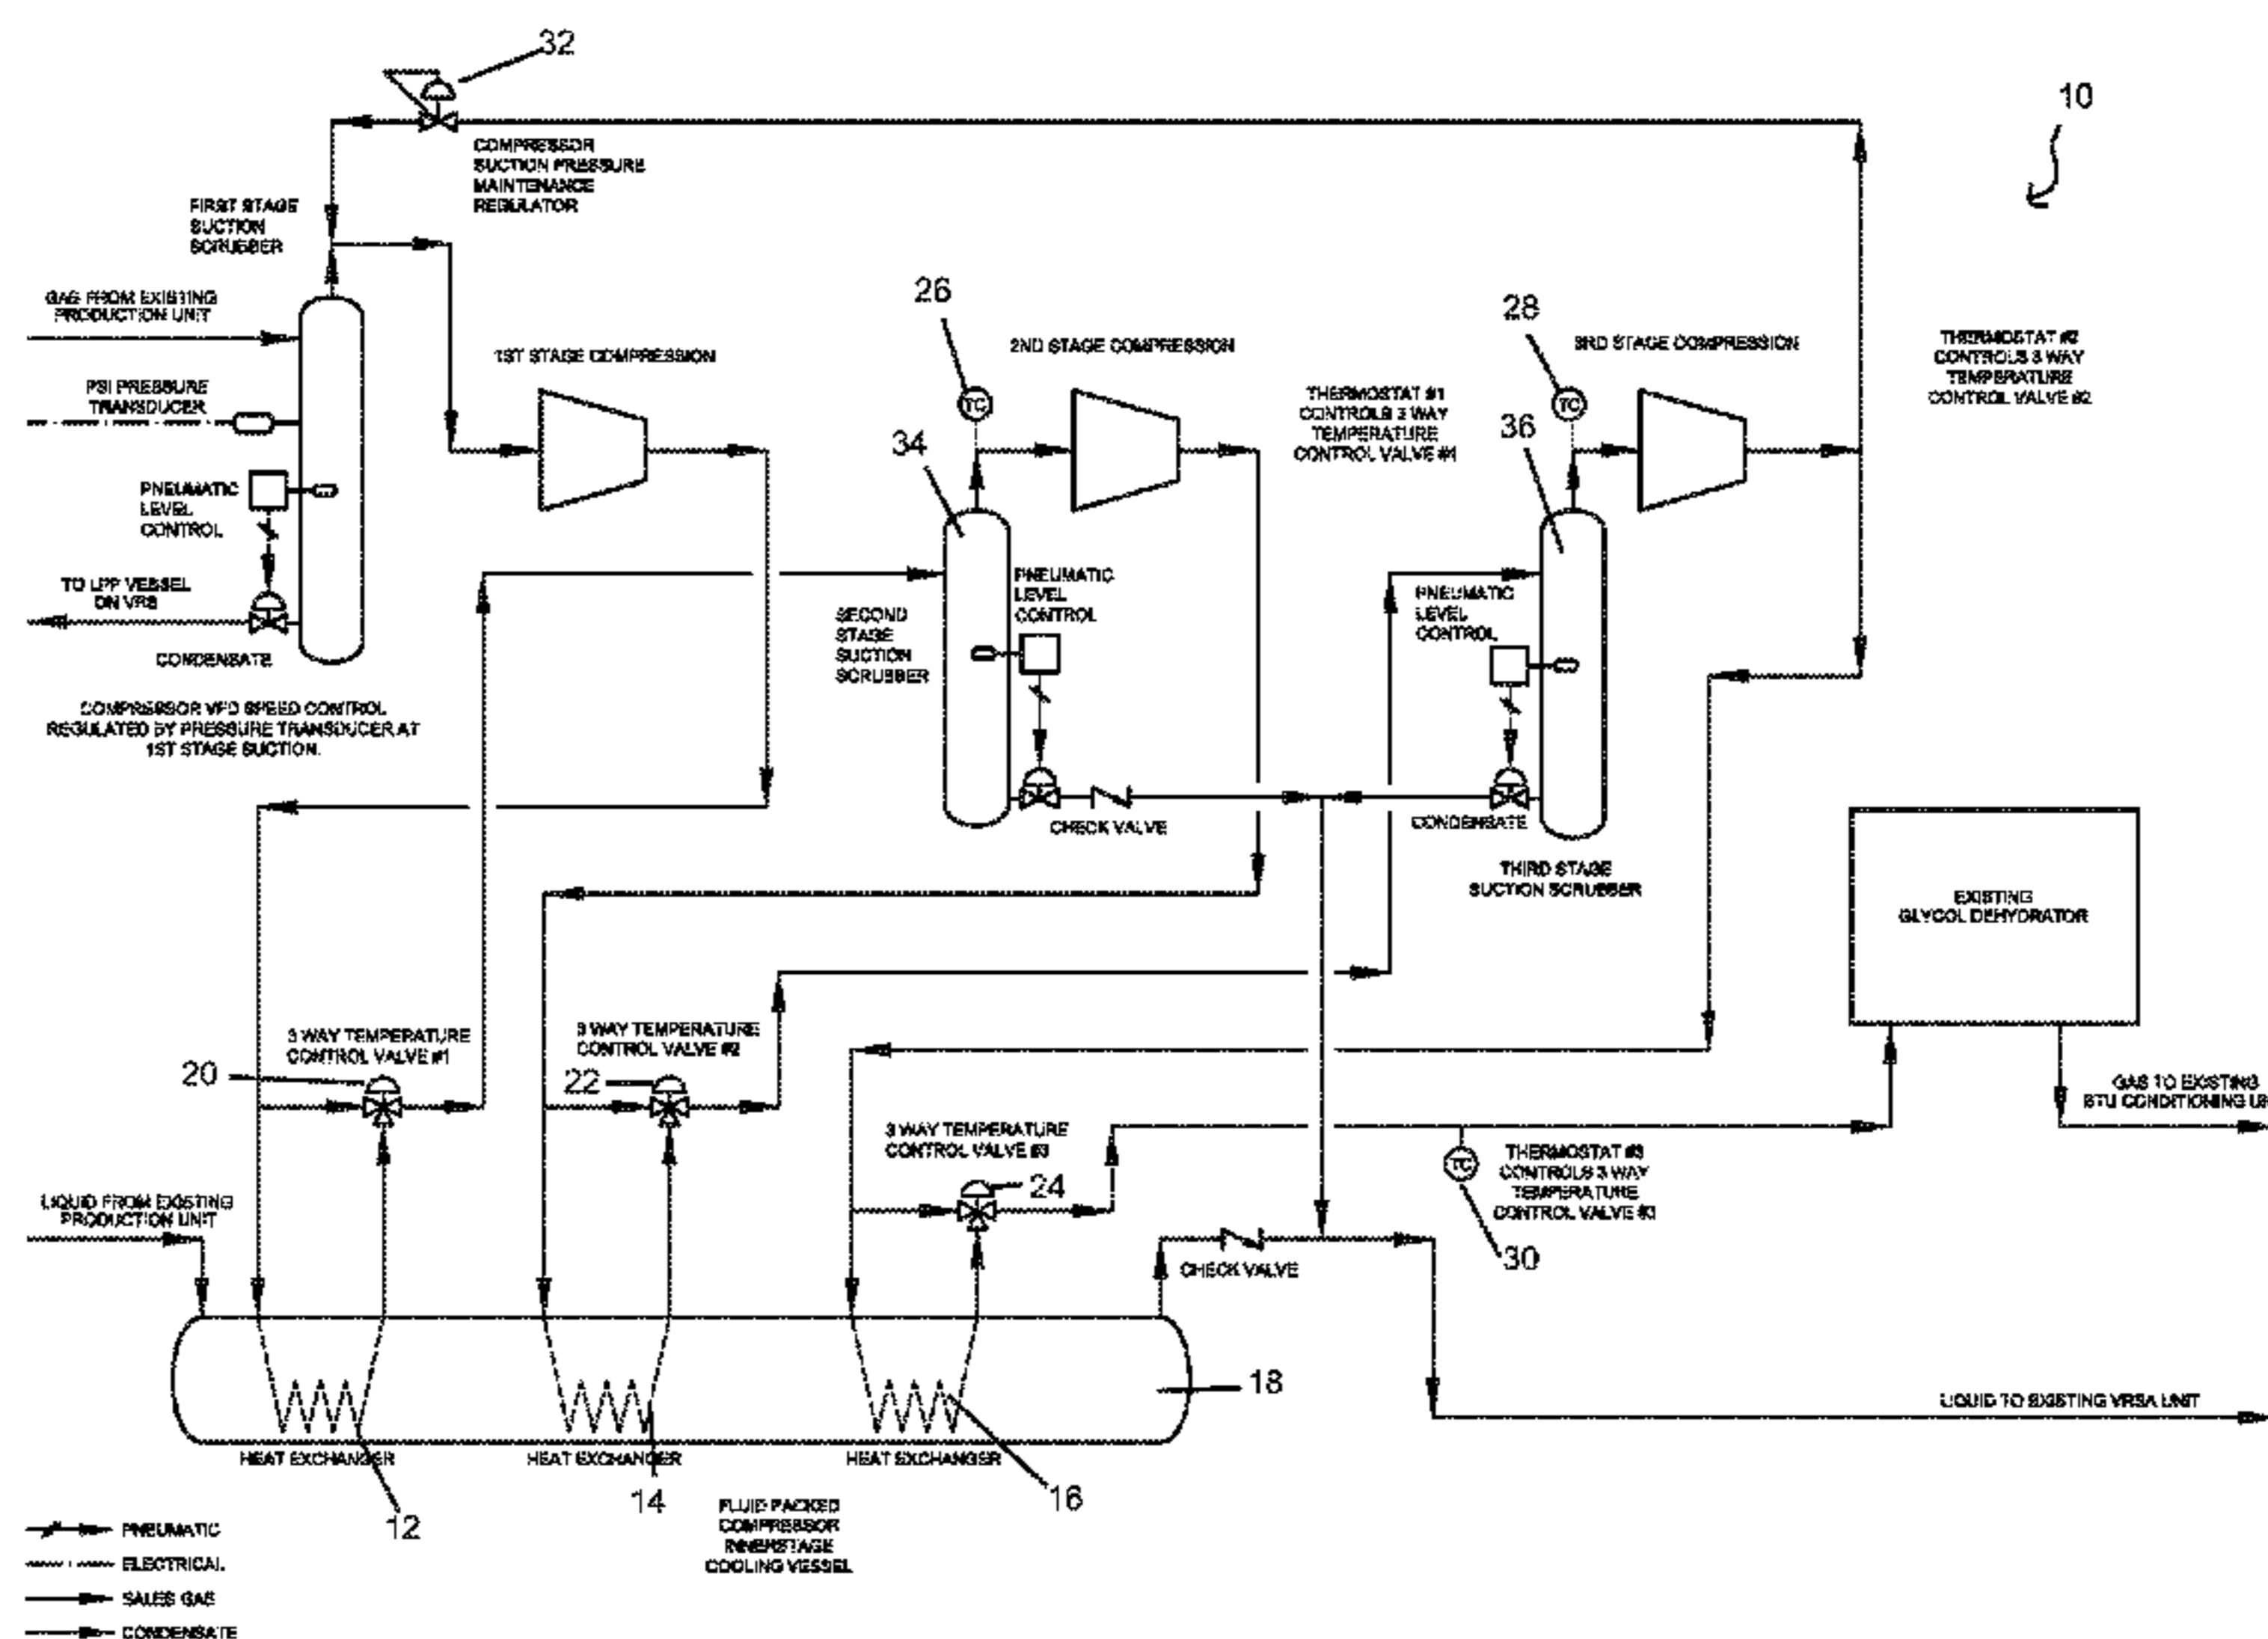 32
10
COMPRESSOR
SUCTION PRESSURE
MAINTENANCE
REGULATOR
FIRST STAGE
SUCTION
SCRUBBER
GAS FROM EXISTING
PRODUCTION UNIT
PSI PRESSURE
TRANSDUCER
PNEUMATIC
LEVEL
CONTROL
TO LPP VESSEL
ON VRS
CONDENSATE
COMPRESSOR VFD SPEED CONTROL
REGULATED BY PRESSURE TRANSDUCER AT
1ST STAGE SUCTION.
1ST STAGE COMPRESSION
26
TC
2ND STAGE COMPRESSION
34
THERMOSTAT #1
CONTROLS 3 WAY
TEMPERATURE
CONTROL VALVE #1
28
TC
3RD STAGE COMPRESSION
36
THERMOSTAT #2
CONTROLS 3 WAY
TEMPERATURE
CONTROL VALVE #2
SECOND
STAGE
SUCTION
SCRUBBER
PNEUMATIC
LEVEL
CONTROL
CHECK VALVE
PNEUMATIC
LEVEL
CONTROL
CONDENSATE
THIRD STAGE
SUCTION SCRUBBER
EXISTING
GLYCOL DEHYDRATOR
3 WAY TEMPERATURE
CONTROL VALVE #1
20
3 WAY TEMPERATURE
CONTROL VALVE #2
22
3 WAY TEMPERATURE
CONTROL VALVE #3
24
GAS TO EXISTING
BTU CONDITIONING
TC
THERMOSTAT #3
CONTROLS 3 WAY
TEMPERATURE
CONTROL VALVE #3
30
LIQUID FROM EXISTING
PRODUCTION UNIT
CHECK VALVE
18
LIQUID TO EXISTING VRSA UNIT
HEAT EXCHANGER
HEAT EXCHANGER
HEAT EXCHANGER
12
14
16
FLUID PACKED
COMPRESSOR
INNERSTAGE
COOLING VESSEL
PNEUMATIC
ELECTRICAL
SALES GAS
CONDENSATE